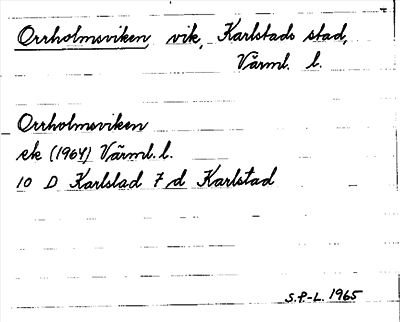 Orrholmsviken, vik, Karlstads stad,
Värml. l.
Orrholmsviken
ek (1964) Värml. l.
10 D Karlstad 7 d Karlstad
S.P-L. 1965